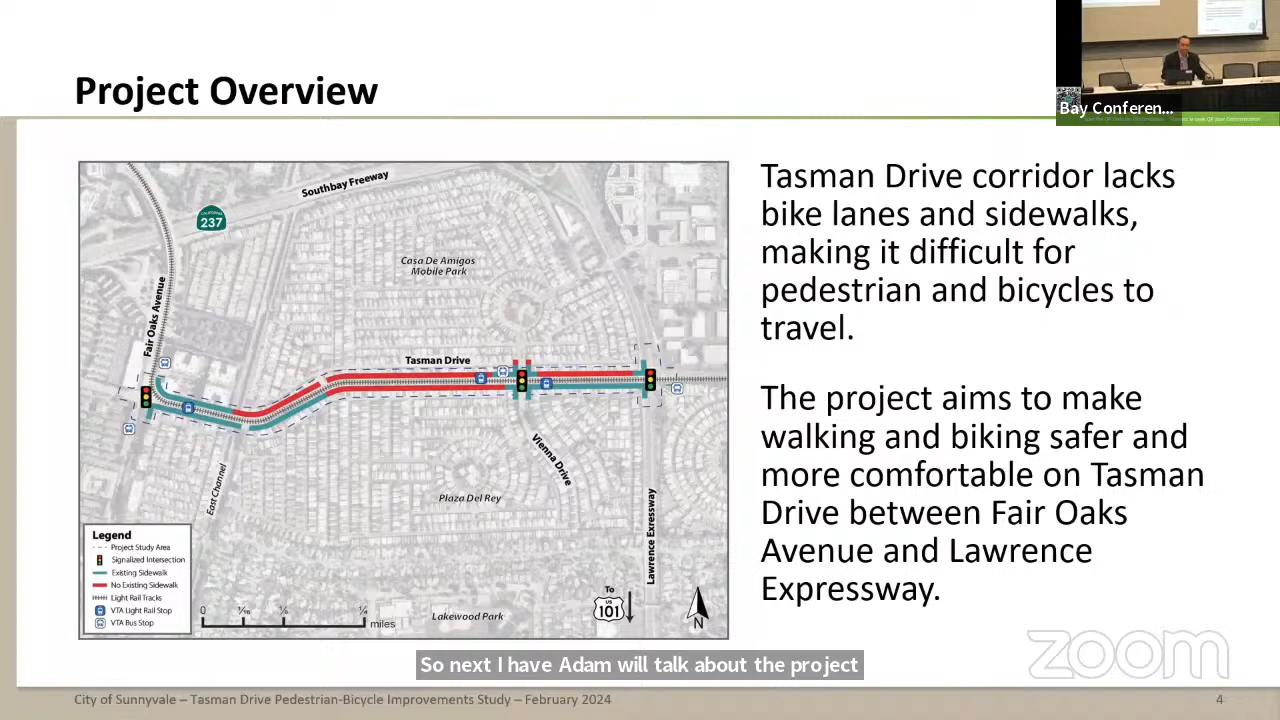 Project Overview
Bay Conferen...
Southbay Freeway
CALIFORNIA
237
Casa De Amigos
Mobile Park
Fair Oaks Avenue
Tasman Drive
Vienna Drive
East Channel
Plaza Del Rey
Lawrence Exressway
Legend
Project Study Area
Signalized Intersection
Existing Sidewalk
No Existing Sidewalk
Light Rail Tracks
VTA Light Rail Stop
VTA Bus Stop
0 1/16 1/8 1/4
miles
Lakewood Park
To
US
101
N
Tasman Drive corridor lacks
bike lanes and sidewalks,
making it difficult for
pedestrian and bicycles to
travel.
The project aims to make
walking and biking safer and
more comfortable on Tasman
Drive between Fair Oaks
Avenue and Lawrence
Expressway.
zoom
So next I have Adam will talk about the project
City of Sunnyvale – Tasman Drive Pedestrian-Bicycle Improvements Study – February 2024
4